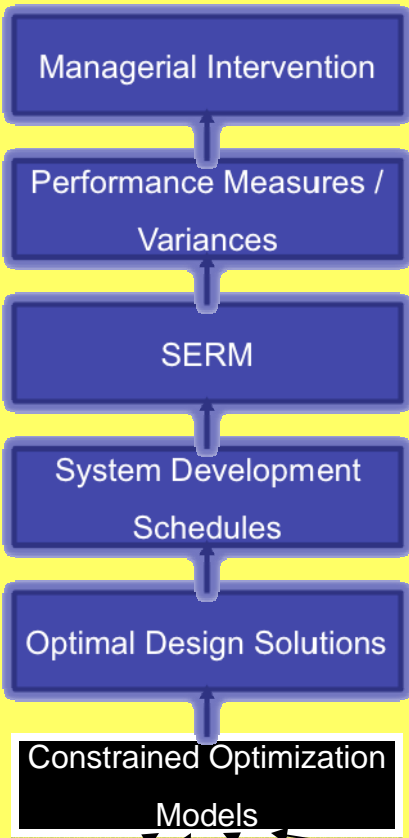 Managerial Intervention
Performance Measures /
Variances
SERM
System Development
Schedules
Optimal Design Solutions
Constrained Optimization
Models